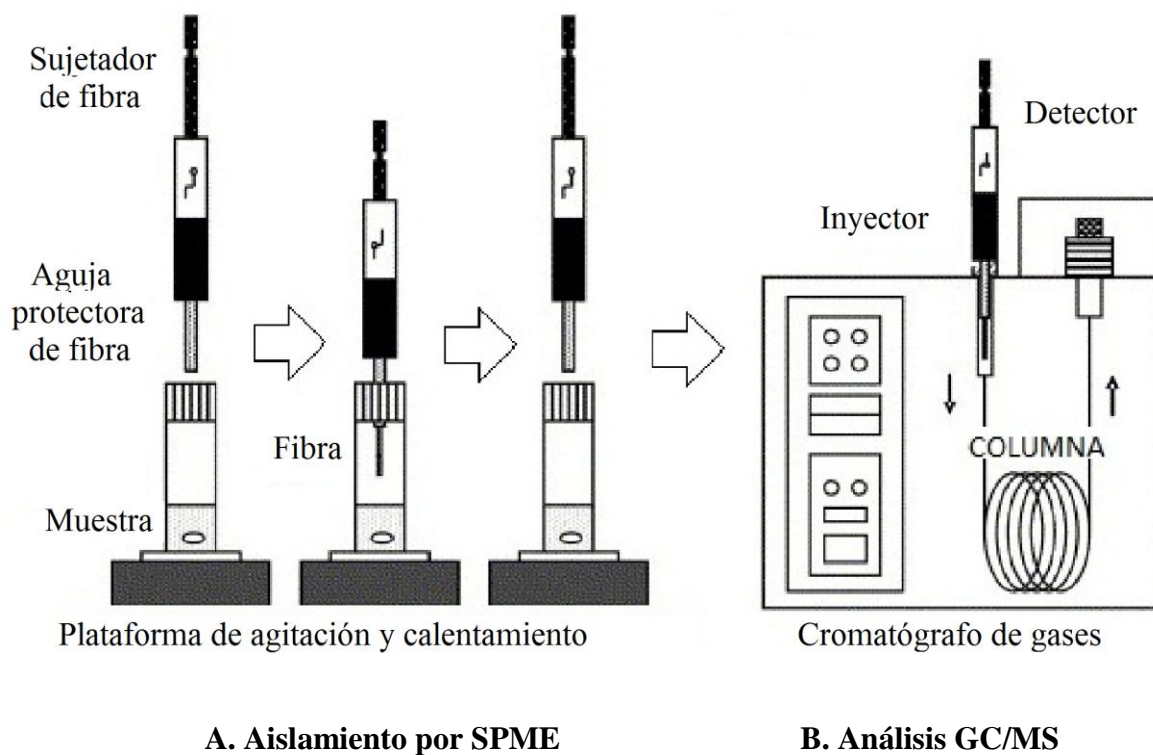 Sujetador
de fibra
Aguja
protectora
de fibra
Fibra
Muestra
Plataforma de agitación y calentamiento
Detector
Inyector
COLUMNA
Cromatógrafo de gases
A. Aislamiento por SPME
B. Análisis GC/MS